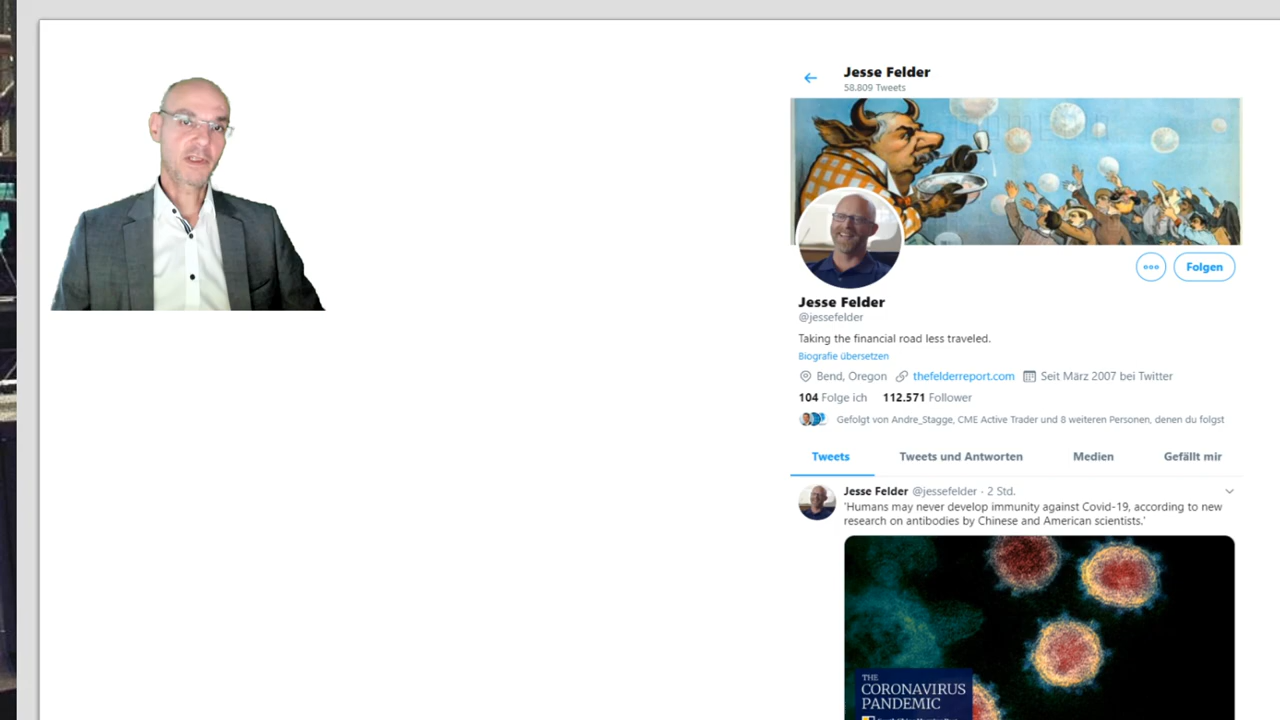 Jesse Felder
58.809 Tweets
Folgen
Jesse Felder
@jessefelder
Taking the financial road less traveled.
Biografie übersetzen
Bend, Oregon thefelderreport.com Seit März 2007 bei Twitter
104 Folge ich 112.571 Follower
Gefolgt von Andre_Stagge, CME Active Trader und 8 weiteren Personen, denen du folgst
Tweets Tweets und Antworten Medien Gefällt mir
Jesse Felder @jessefelder · 2 Std.
'Humans may never develop immunity against Covid-19, according to new
research on antibodies by Chinese and American scientists.'
THE
CORONAVIRUS
PANDEMIC